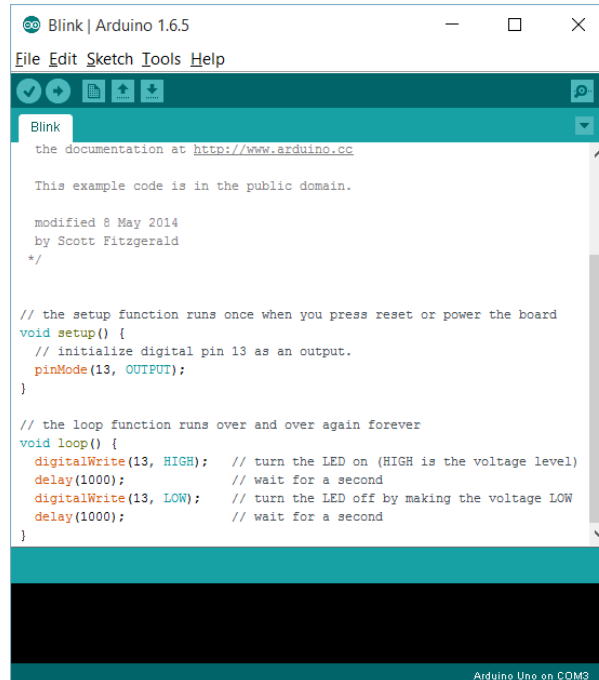 Blink | Arduino 1.6.5
File Edit Sketch Tools Help
Blink
the documentation at http://www.arduino.cc
This example code is in the public domain.
modified 8 May 2014
by Scott Fitzgerald
*/
// the setup function runs once when you press reset or power the board
void setup() {
// initialize digital pin 13 as an output.
pinMode(13, OUTPUT);
}
// the loop function runs over and over again forever
void loop() {
digitalWrite(13, HIGH);   // turn the LED on (HIGH is the voltage level)
delay(1000);              // wait for a second
digitalWrite(13, LOW);    // turn the LED off by making the voltage LOW
delay(1000);              // wait for a second
}
Arduino Uno on COM3